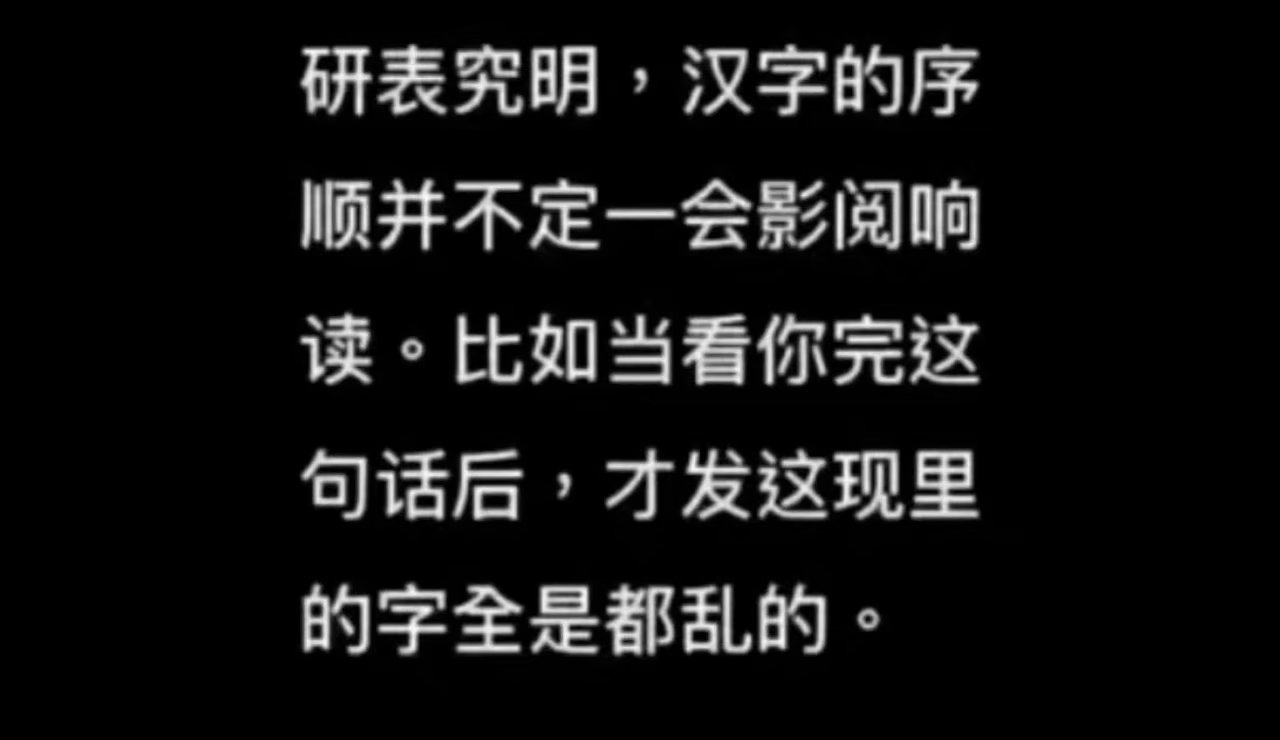 研表究明，汉字的序
顺并不定一会影阅响
读。比如当看你完这
句话后，才发这现里
的字全是都乱的。